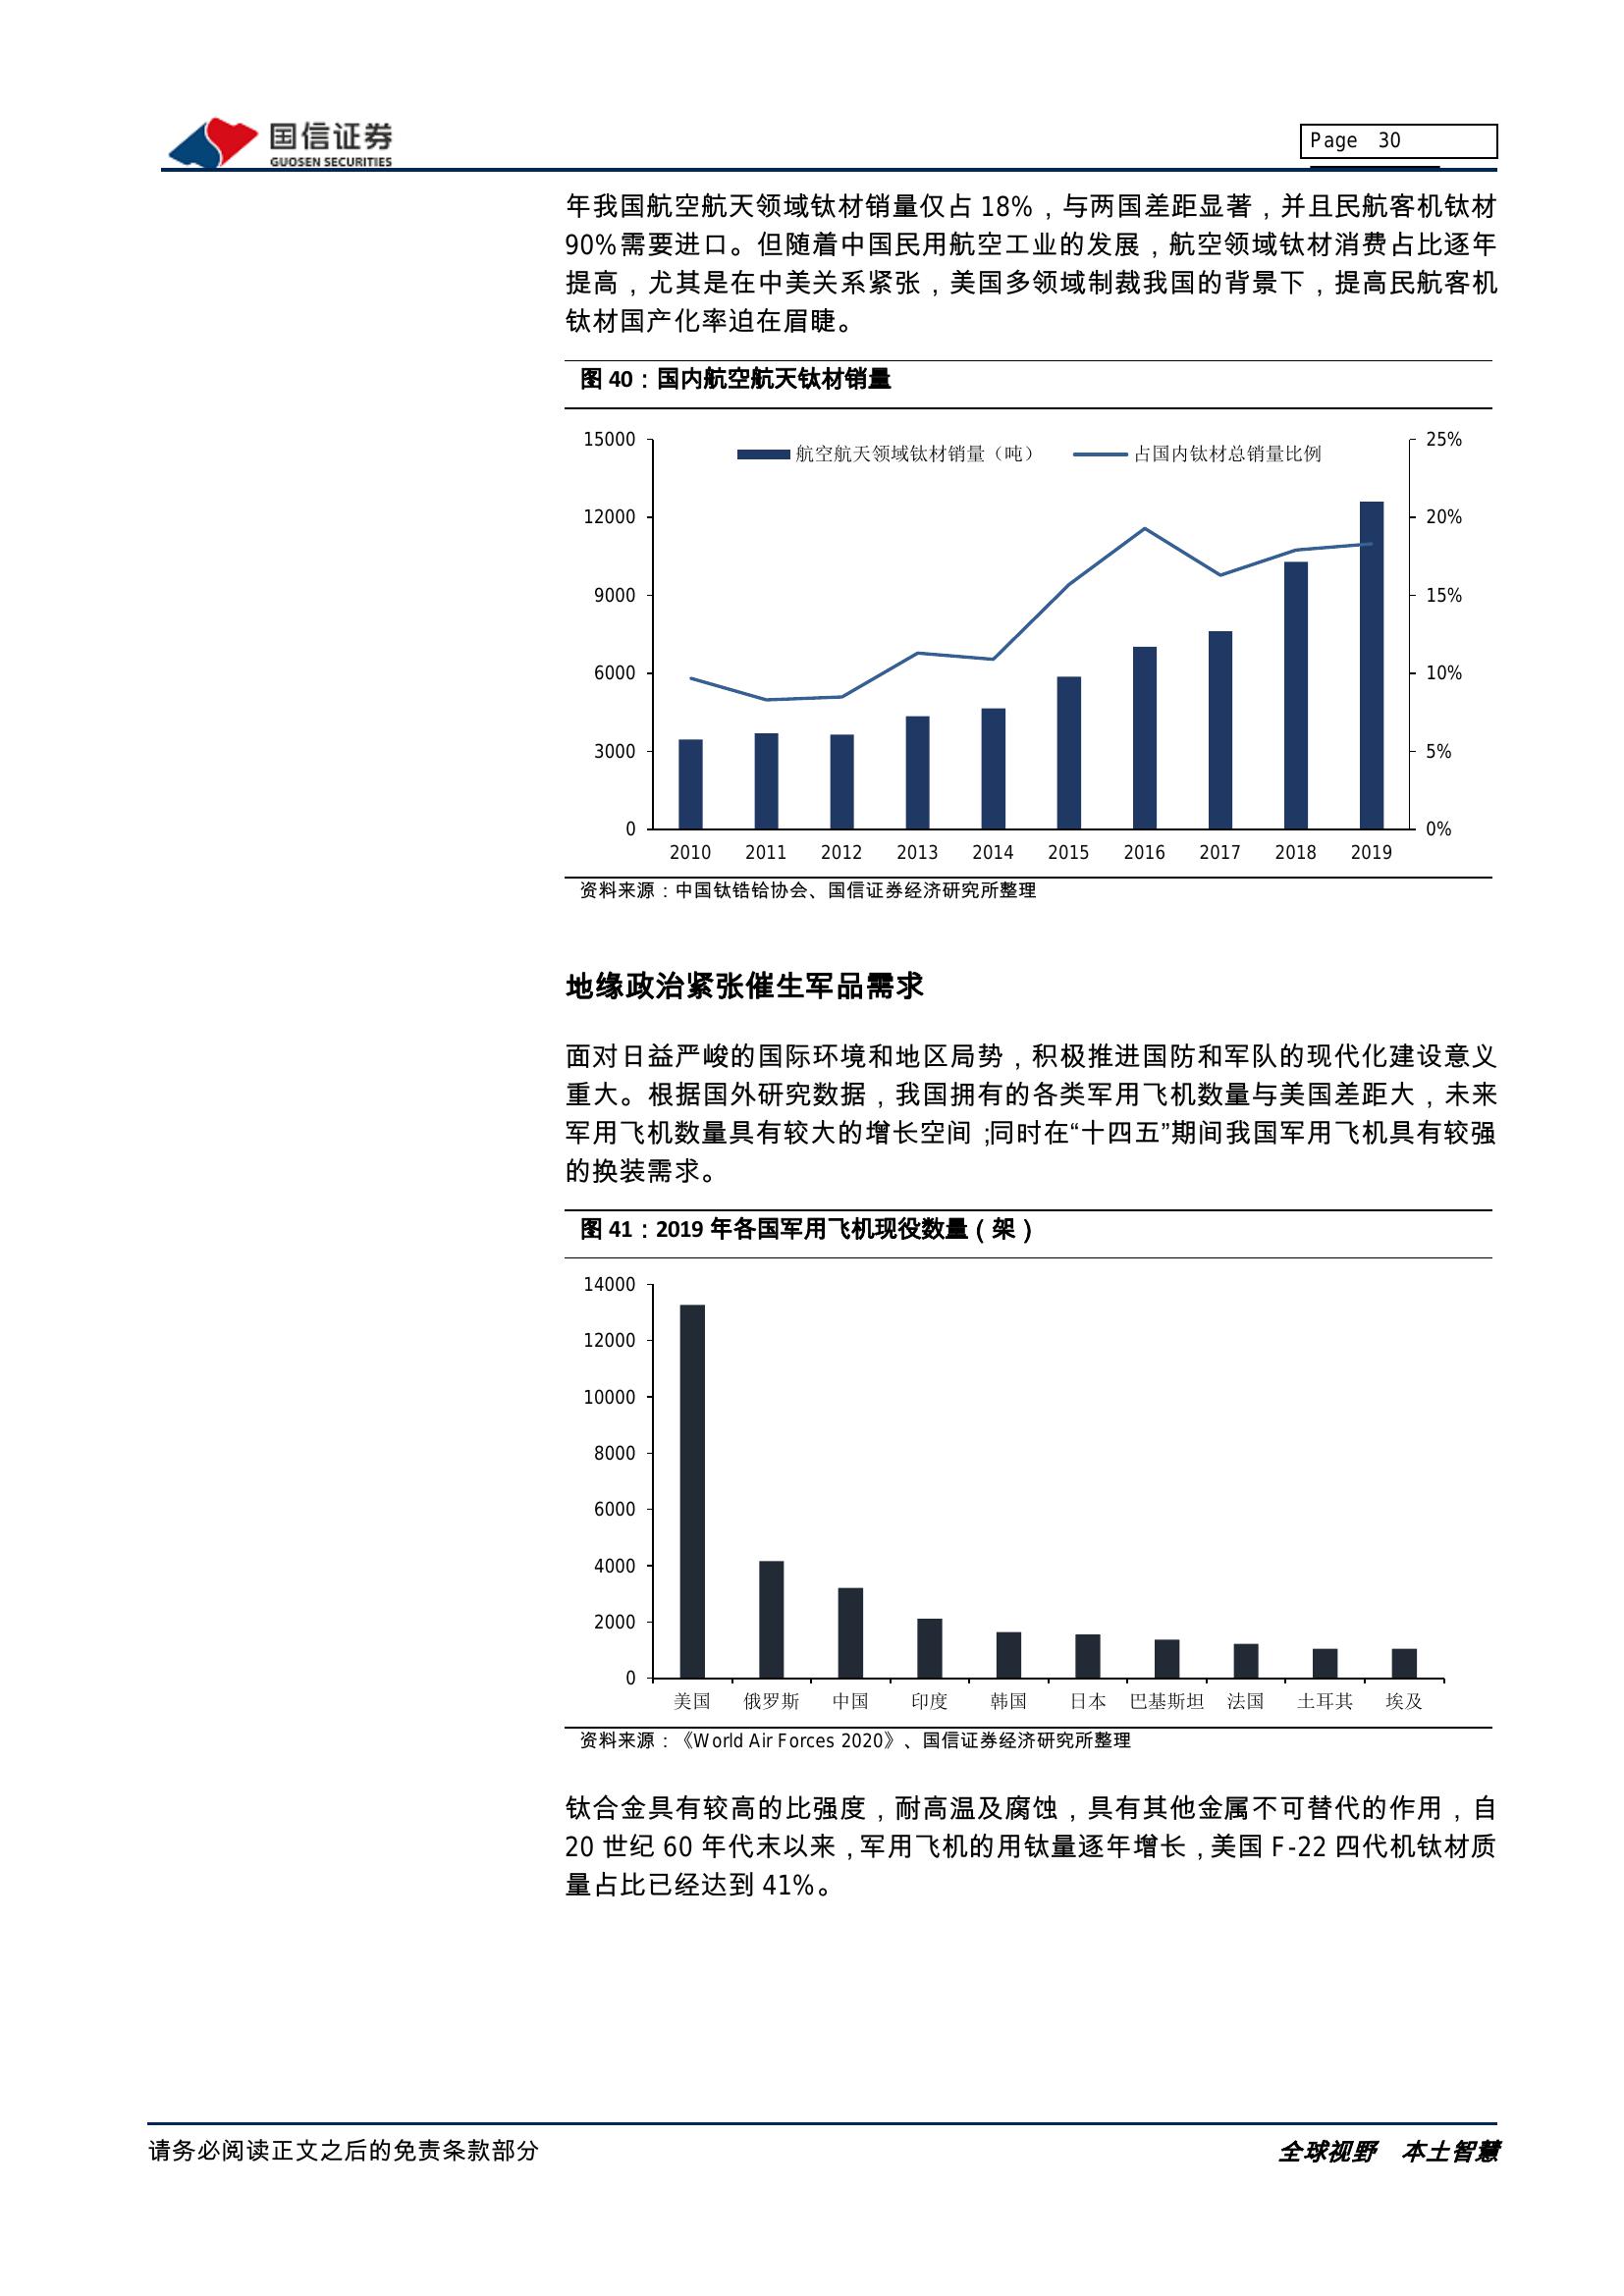 国信证券
GUOSEN SECURITIES
Page 30
年我国航空航天领域钛材销量仅占 18%，与两国差距显著，并且民航客机钛材
90%需要进口。但随着中国民用航空工业的发展，航空领域钛材消费占比逐年
提高，尤其是在中美关系紧张，美国多领域制裁我国的背景下，提高民航客机
钛材国产化率迫在眉睫。
图 40：国内航空航天钛材销量
航空航天领域钛材销量（吨）
占国内钛材总销量比例
15000
12000
9000
6000
3000
0
25%
20%
15%
10%
5%
0%
2010 2011 2012 2013 2014 2015 2016 2017 2018 2019
资料来源：中国钛锆铪协会、国信证券经济研究所整理
地缘政治紧张催生军品需求
面对日益严峻的国际环境和地区局势，积极推进国防和军队的现代化建设意义
重大。根据国外研究数据，我国拥有的各类军用飞机数量与美国差距大，未来
军用飞机数量具有较大的增长空间；同时在“十四五”期间我国军用飞机具有较强
的换装需求。
图 41：2019 年各国军用飞机现役数量（架）
14000
12000
10000
8000
6000
4000
2000
0
美国 俄罗斯 中国 印度 韩国 日本 巴基斯坦 法国 土耳其 埃及
资料来源：《World Air Forces 2020》、国信证券经济研究所整理
钛合金具有较高的比强度，耐高温及腐蚀，具有其他金属不可替代的作用，自
20 世纪 60 年代末以来，军用飞机的用钛量逐年增长，美国 F-22 四代机钛材质
量占比已经达到 41%。
请务必阅读正文之后的免责条款部分
全球视野 本土智慧